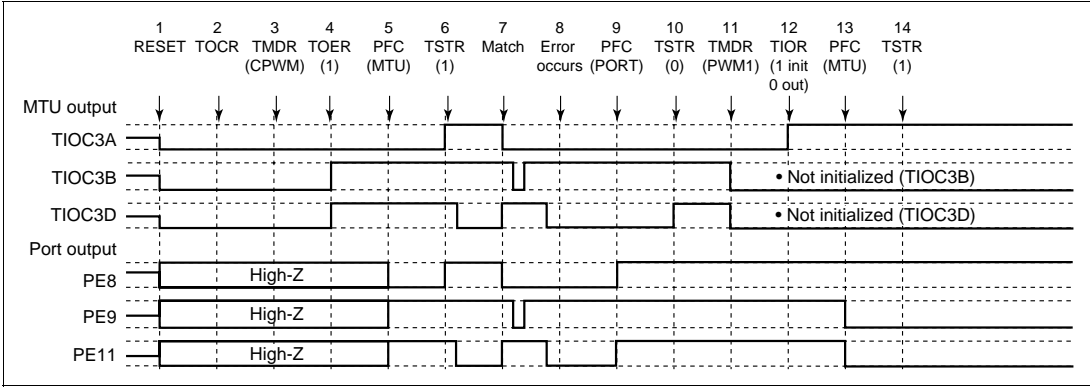 1 2 3 4 5 6 7 8 9 10 11 12 13 14
RESET TOCR TMDR TOER PFC TSTR Match Error PFC TSTR TMDR TIOR PFC TSTR
(CPWM) (1) (MTU) (1) occurs (PORT) (0) (PWM1) (1 init (MTU) (1)
0 out)
MTU output
TIOC3A
TIOC3B • Not initialized (TIOC3B)
TIOC3D • Not initialized (TIOC3D)
Port output
PE8 High-Z
PE9 High-Z
PE11 High-Z